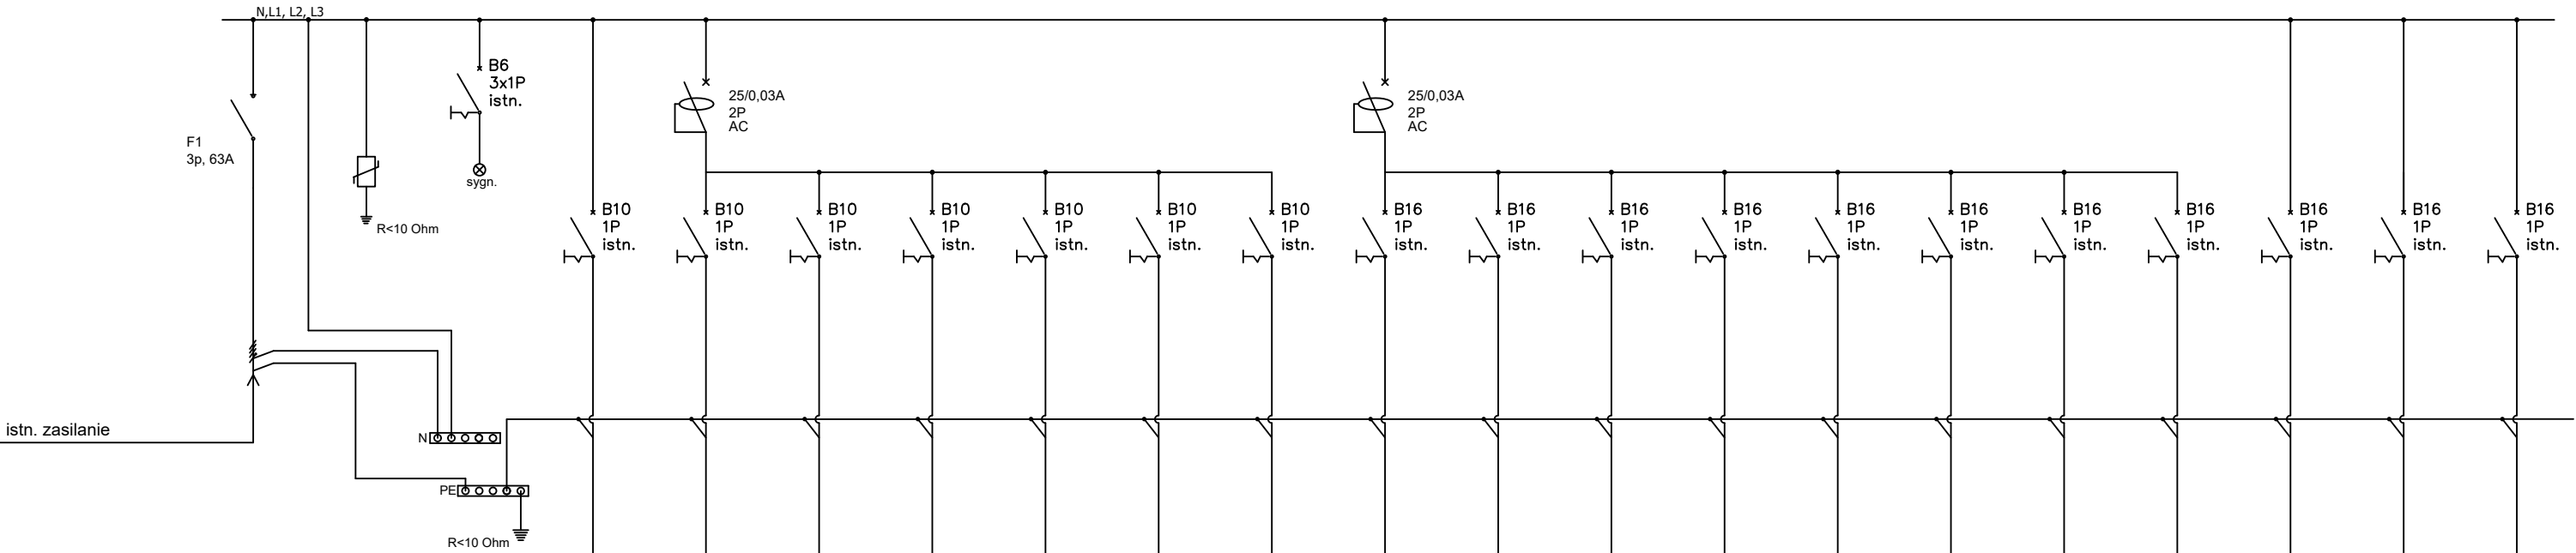 N,L1, L2, L3
B6
3x1P
istn.
25/0,03A
2P
AC
25/0,03A
2P
AC
F1
3p, 63A
sygn.
R<10 Ohm
B10
1P
istn.
B10
1P
istn.
B10
1P
istn.
B10
1P
istn.
B10
1P
istn.
B10
1P
istn.
B10
1P
istn.
B16
1P
istn.
B16
1P
istn.
B16
1P
istn.
B16
1P
istn.
B16
1P
istn.
B16
1P
istn.
B16
1P
istn.
B16
1P
istn.
B16
1P
istn.
B16
1P
istn.
B16
1P
istn.
istn. zasilanie
N
PE
R<10 Ohm